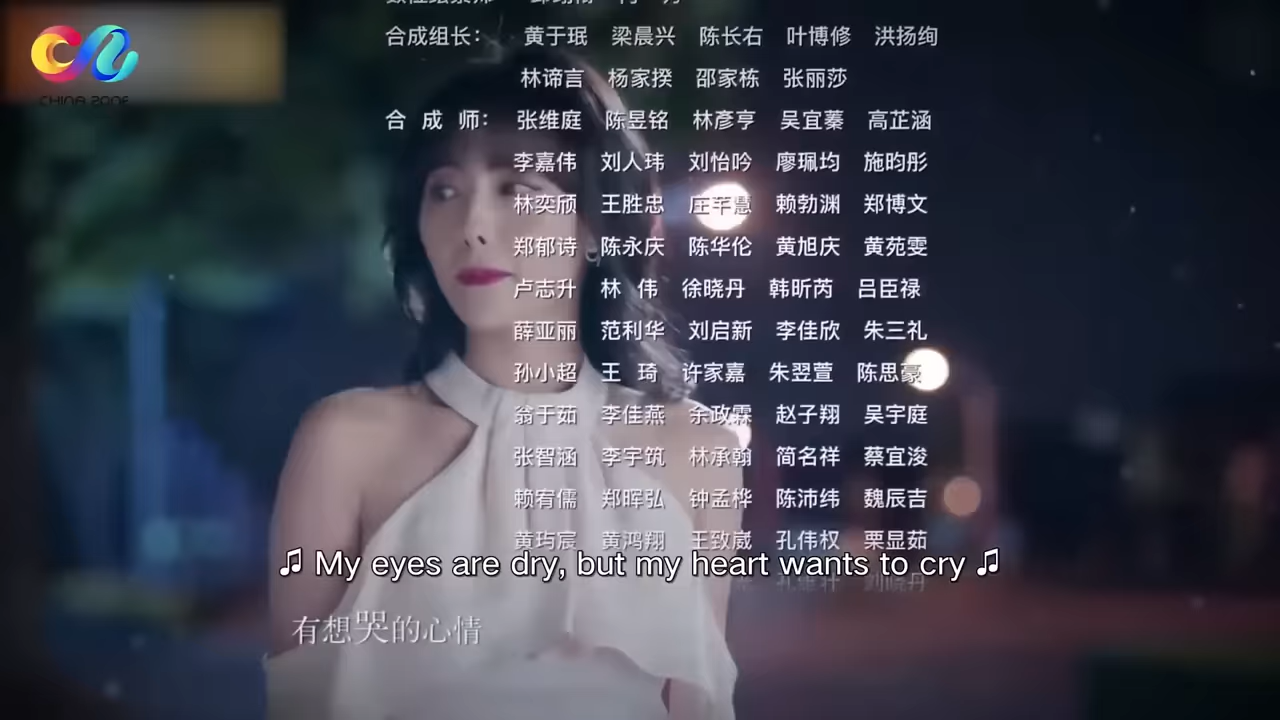 CHINA ZONE
合成组长： 黄于珉 梁晨兴 陈长右 叶博修 洪扬绚
林谛言 杨家揆 邵家栋 张丽莎
合 成 师： 张维庭 陈昱铭 林彦亨 吴宜蓁 高芷涵
李嘉伟 刘人玮 刘怡吟 廖珮均 施昀彤
林奕颀 王胜忠 庄芊慧 赖勃渊 郑博文
郑郁诗 陈永庆 陈华伦 黄旭庆 黄苑雯
卢志升 林 伟 徐晓丹 韩昕芮 吕臣禄
薛亚丽 范利华 刘启新 李佳欣 朱三礼
孙小超 王 琦 许家嘉 朱翌萱 陈思豪
翁于茹 李佳燕 余政霖 赵子翔 吴宇庭
张智涵 李宇筑 林承翰 简名祥 蔡宜浚
赖宥儒 郑晖弘 钟孟桦 陈沛纬 魏辰吉
黄玙宸 黄鸿翔 王致崴 孔伟权 栗显茹
♫ My eyes are dry, but my heart wants to cry ♫
有想哭的心情